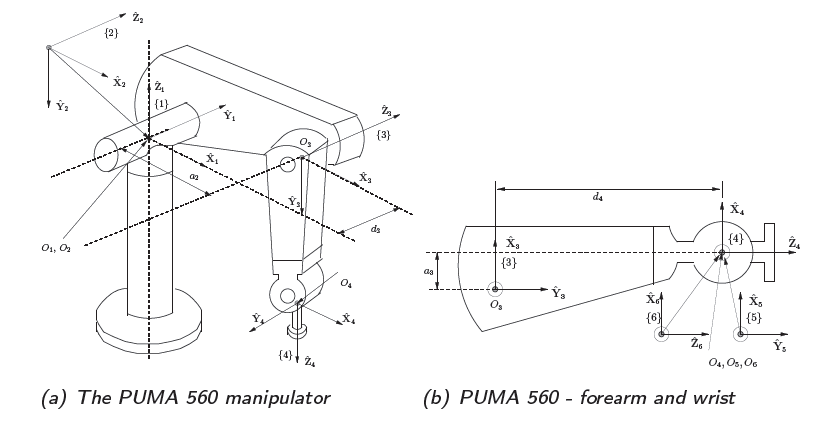 Ẑ₂
{2}
X̂₂
Ŷ₂
Ẑ₁
{1}
Ŷ₁
Ẑ₃
{3}
O₃
X̂₁
X̂₃
a₂
Ŷ₃
d₃
O₁, O₂
O₄
Ŷ₄
X̂₄
{4}
Ẑ₄
d₄
X̂₄
X̂₃
{4}
Ẑ₄
{3}
a₃
Ŷ₃
O₃
X̂₆
X̂₅
{6}
{5}
Ẑ₆
Ŷ₅
O₄, O₅, O₆
(a) The PUMA 560 manipulator
(b) PUMA 560 - forearm and wrist